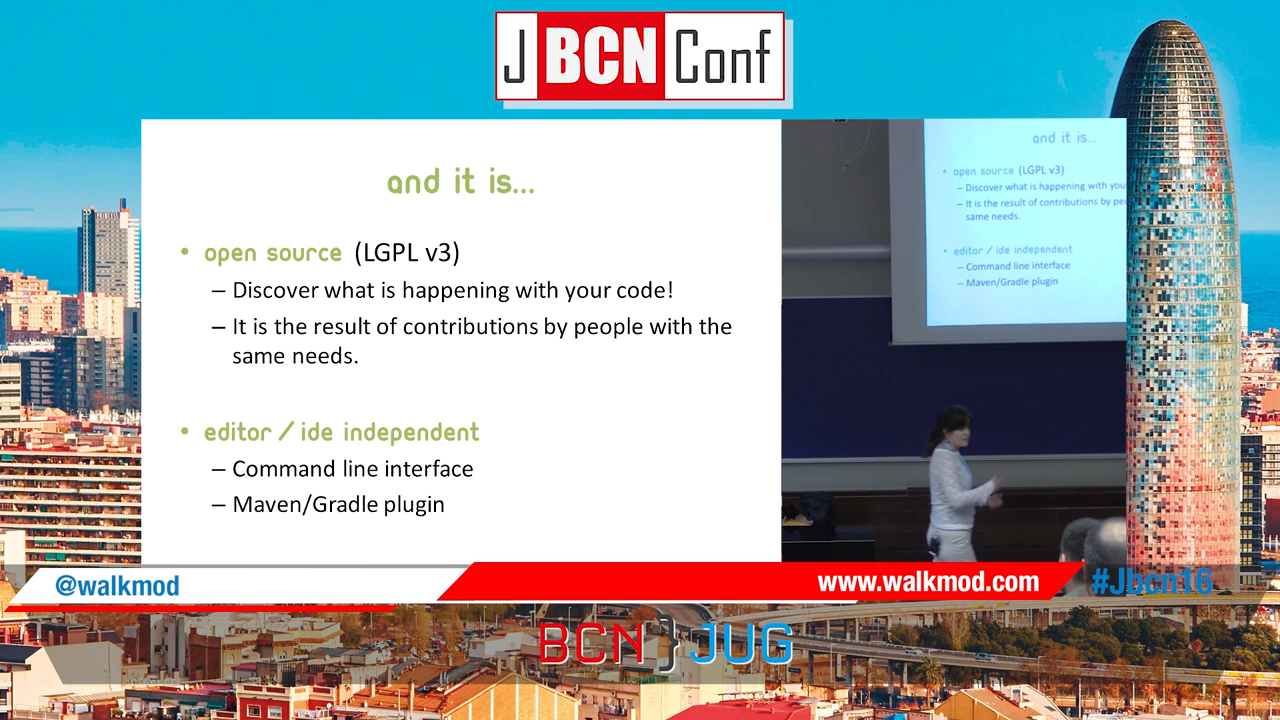 J BCN Conf
and it is...
• open source (LGPL v3)
– Discover what is happening with your code!
– It is the result of contributions by people with the
same needs.
• editor / ide independent
– Command line interface
– Maven/Gradle plugin
and it is...
• open source (LGPL v3)
– Discover what is happening with you
– It is the result of contributions by pe
same needs.
• editor / ide independent
– Command line interface
– Maven/Gradle plugin
@walkmod
www.walkmod.com
#Jbcn16
BCN } JUG